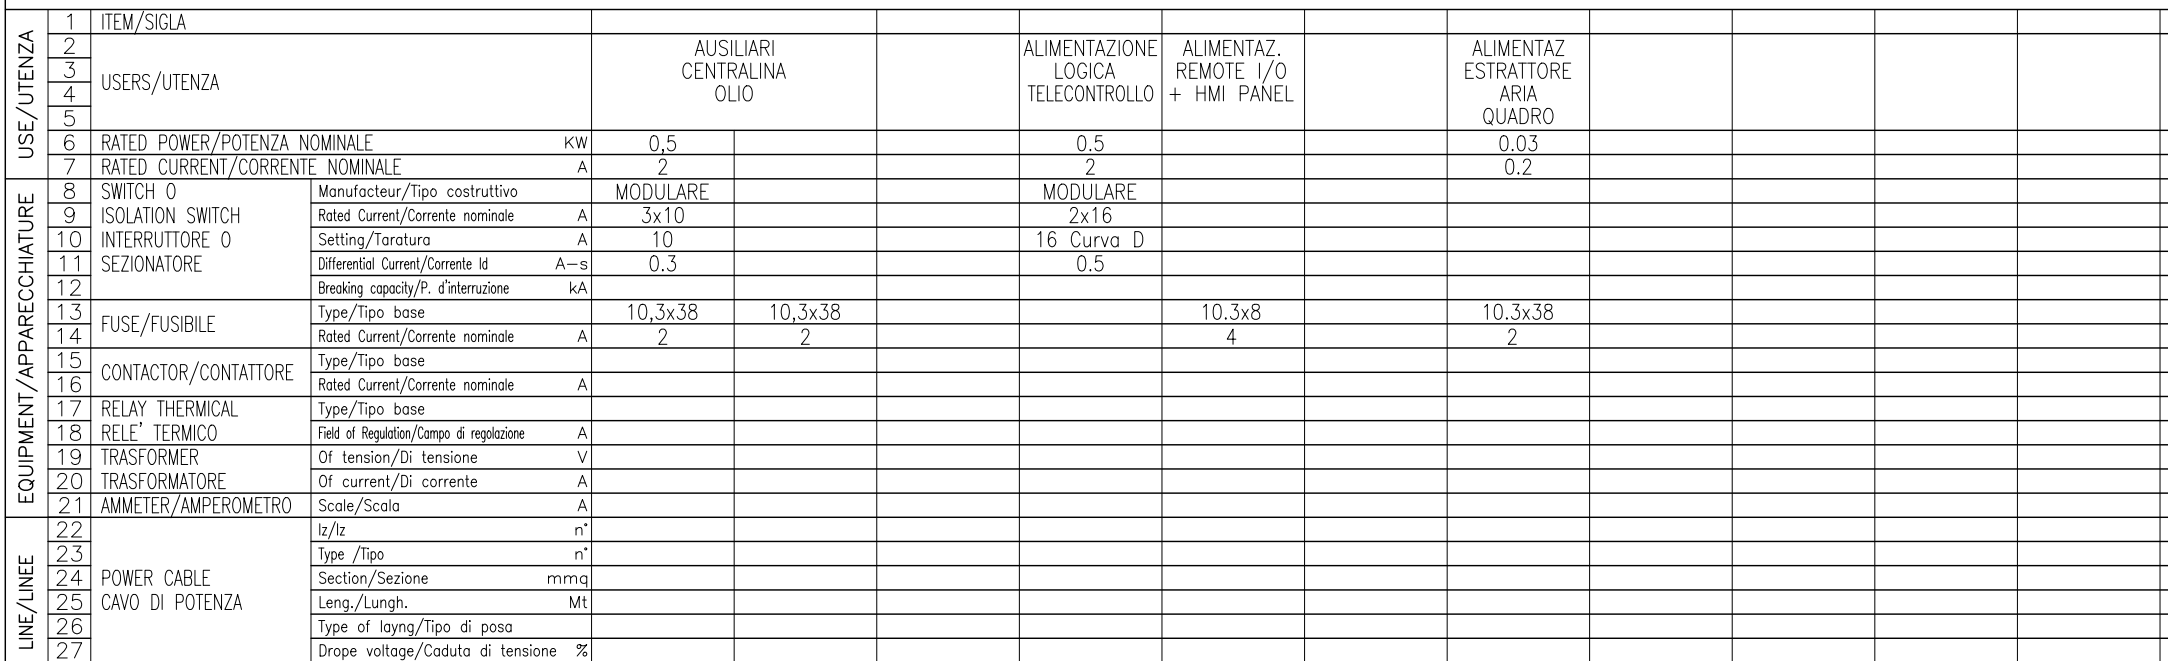 USE/UTENZA
1 ITEM/SIGLA
2 AUSILIARI ALIMENTAZIONE ALIMENTAZ. ALIMENTAZ
3 CENTRALINA LOGICA REMOTE I/O ESTRATTORE
USERS/UTENZA
4 OLIO TELECONTROLLO + HMI PANEL ARIA
5 QUADRO
6 RATED POWER/POTENZA NOMINALE KW 0,5 0.5 0.03
7 RATED CURRENT/CORRENTE NOMINALE A 2 2 0.2
EQUIPMENT/APPARECCHIATURE
8 SWITCH O Manufacteur/Tipo costruttivo MODULARE MODULARE
9 ISOLATION SWITCH Rated Current/Corrente nominale A 3x10 2x16
10 INTERRUTTORE O Setting/Taratura A 10 16 Curva D
11 SEZIONATORE Differential Current/Corrente Id A-s 0.3 0.5
12 Breaking capacity/P. d'interruzione kA
13 Type/Tipo base 10,3x38 10,3x38 10.3x8 10.3x38
FUSE/FUSIBILE
14 Rated Current/Corrente nominale A 2 2 4 2
15 Type/Tipo base
CONTACTOR/CONTATTORE
16 Rated Current/Corrente nominale A
17 RELAY THERMICAL Type/Tipo base
18 RELE' TERMICO Field of Regulation/Campo di regolazione A
19 TRASFORMER Of tension/Di tensione V
20 TRASFORMATORE Of current/Di corrente A
21 AMMETER/AMPEROMETRO Scale/Scala A
LINE/LINEE
22 Iz/Iz n°
23 Type /Tipo n°
24 POWER CABLE Section/Sezione mmq
25 CAVO DI POTENZA Leng./Lungh. Mt
26 Type of layng/Tipo di posa
27 Drope voltage/Caduta di tensione %